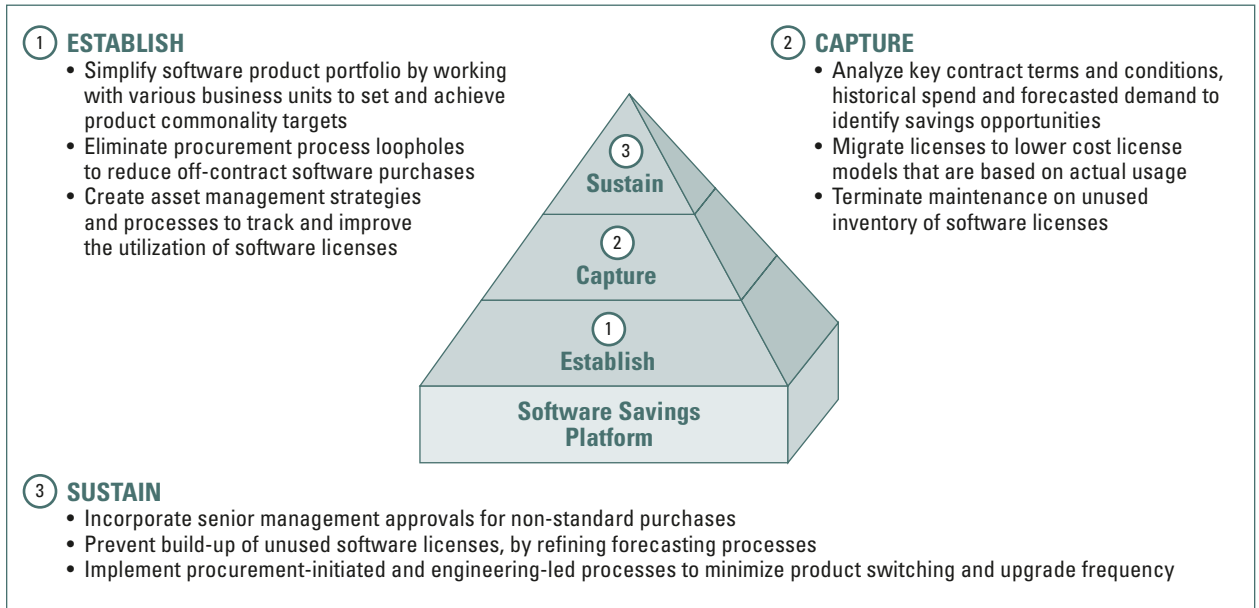 1 ESTABLISH
• Simplify software product portfolio by working
with various business units to set and achieve
product commonality targets
• Eliminate procurement process loopholes
to reduce off-contract software purchases
• Create asset management strategies
and processes to track and improve
the utilization of software licenses
2 CAPTURE
• Analyze key contract terms and conditions,
historical spend and forecasted demand to
identify savings opportunities
• Migrate licenses to lower cost license
models that are based on actual usage
• Terminate maintenance on unused
inventory of software licenses
3
Sustain
2
Capture
1
Establish
Software Savings
Platform
3 SUSTAIN
• Incorporate senior management approvals for non-standard purchases
• Prevent build-up of unused software licenses, by refining forecasting processes
• Implement procurement-initiated and engineering-led processes to minimize product switching and upgrade frequency